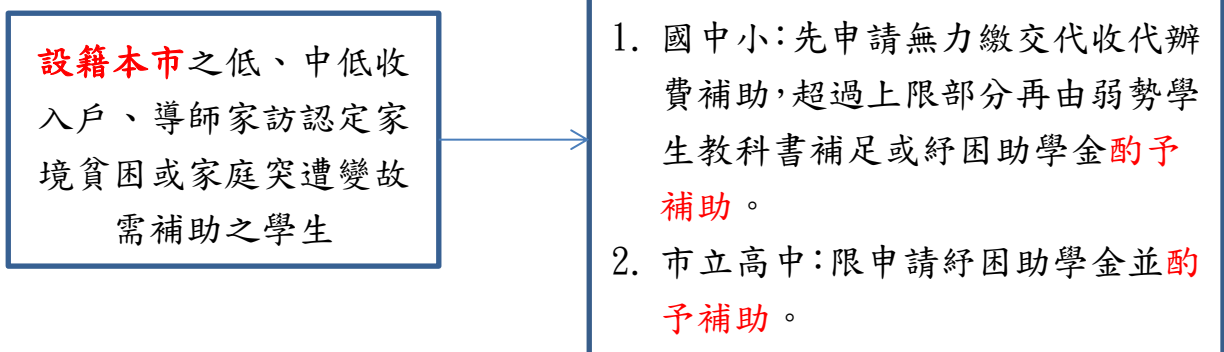 設籍本市之低、中低收
入戶、導師家訪認定家
境貧困或家庭突遭變故
需補助之學生
1. 國中小：先申請無力繳交代收代辦
費補助，超過上限部分再由弱勢學
生教科書補足或紓困助學金酌予
補助。
2. 市立高中：限申請紓困助學金並酌
予補助。